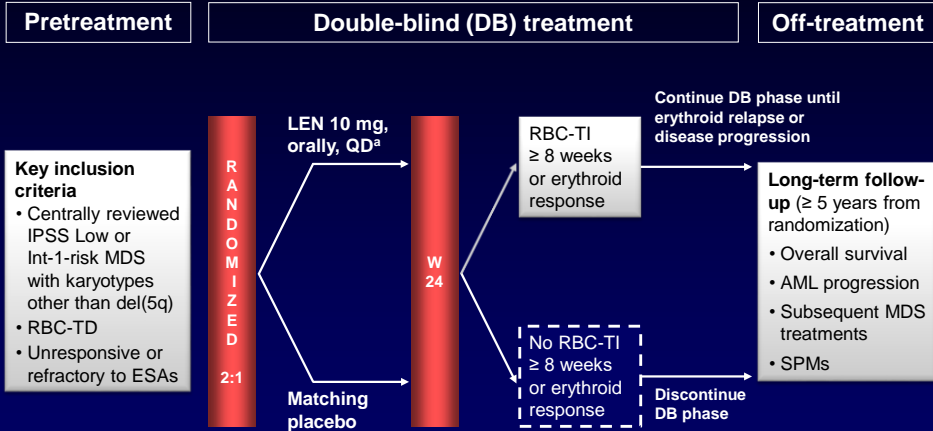 Pretreatment
Double-blind (DB) treatment
Off-treatment
Key inclusion
criteria
• Centrally reviewed
IPSS Low or
Int-1-risk MDS
with karyotypes
other than del(5q)
• RBC-TD
• Unresponsive or
refractory to ESAs
RANDOMIZED
2:1
LEN 10 mg,
orally, QDa
Matching
placebo
W
24
RBC-TI
≥ 8 weeks
or erythroid
response
No RBC-TI
≥ 8 weeks
or erythroid
response
Continue DB phase until
erythroid relapse or
disease progression
Discontinue
DB phase
Long-term follow-
up (≥ 5 years from
randomization)
• Overall survival
• AML progression
• Subsequent MDS
treatments
• SPMs